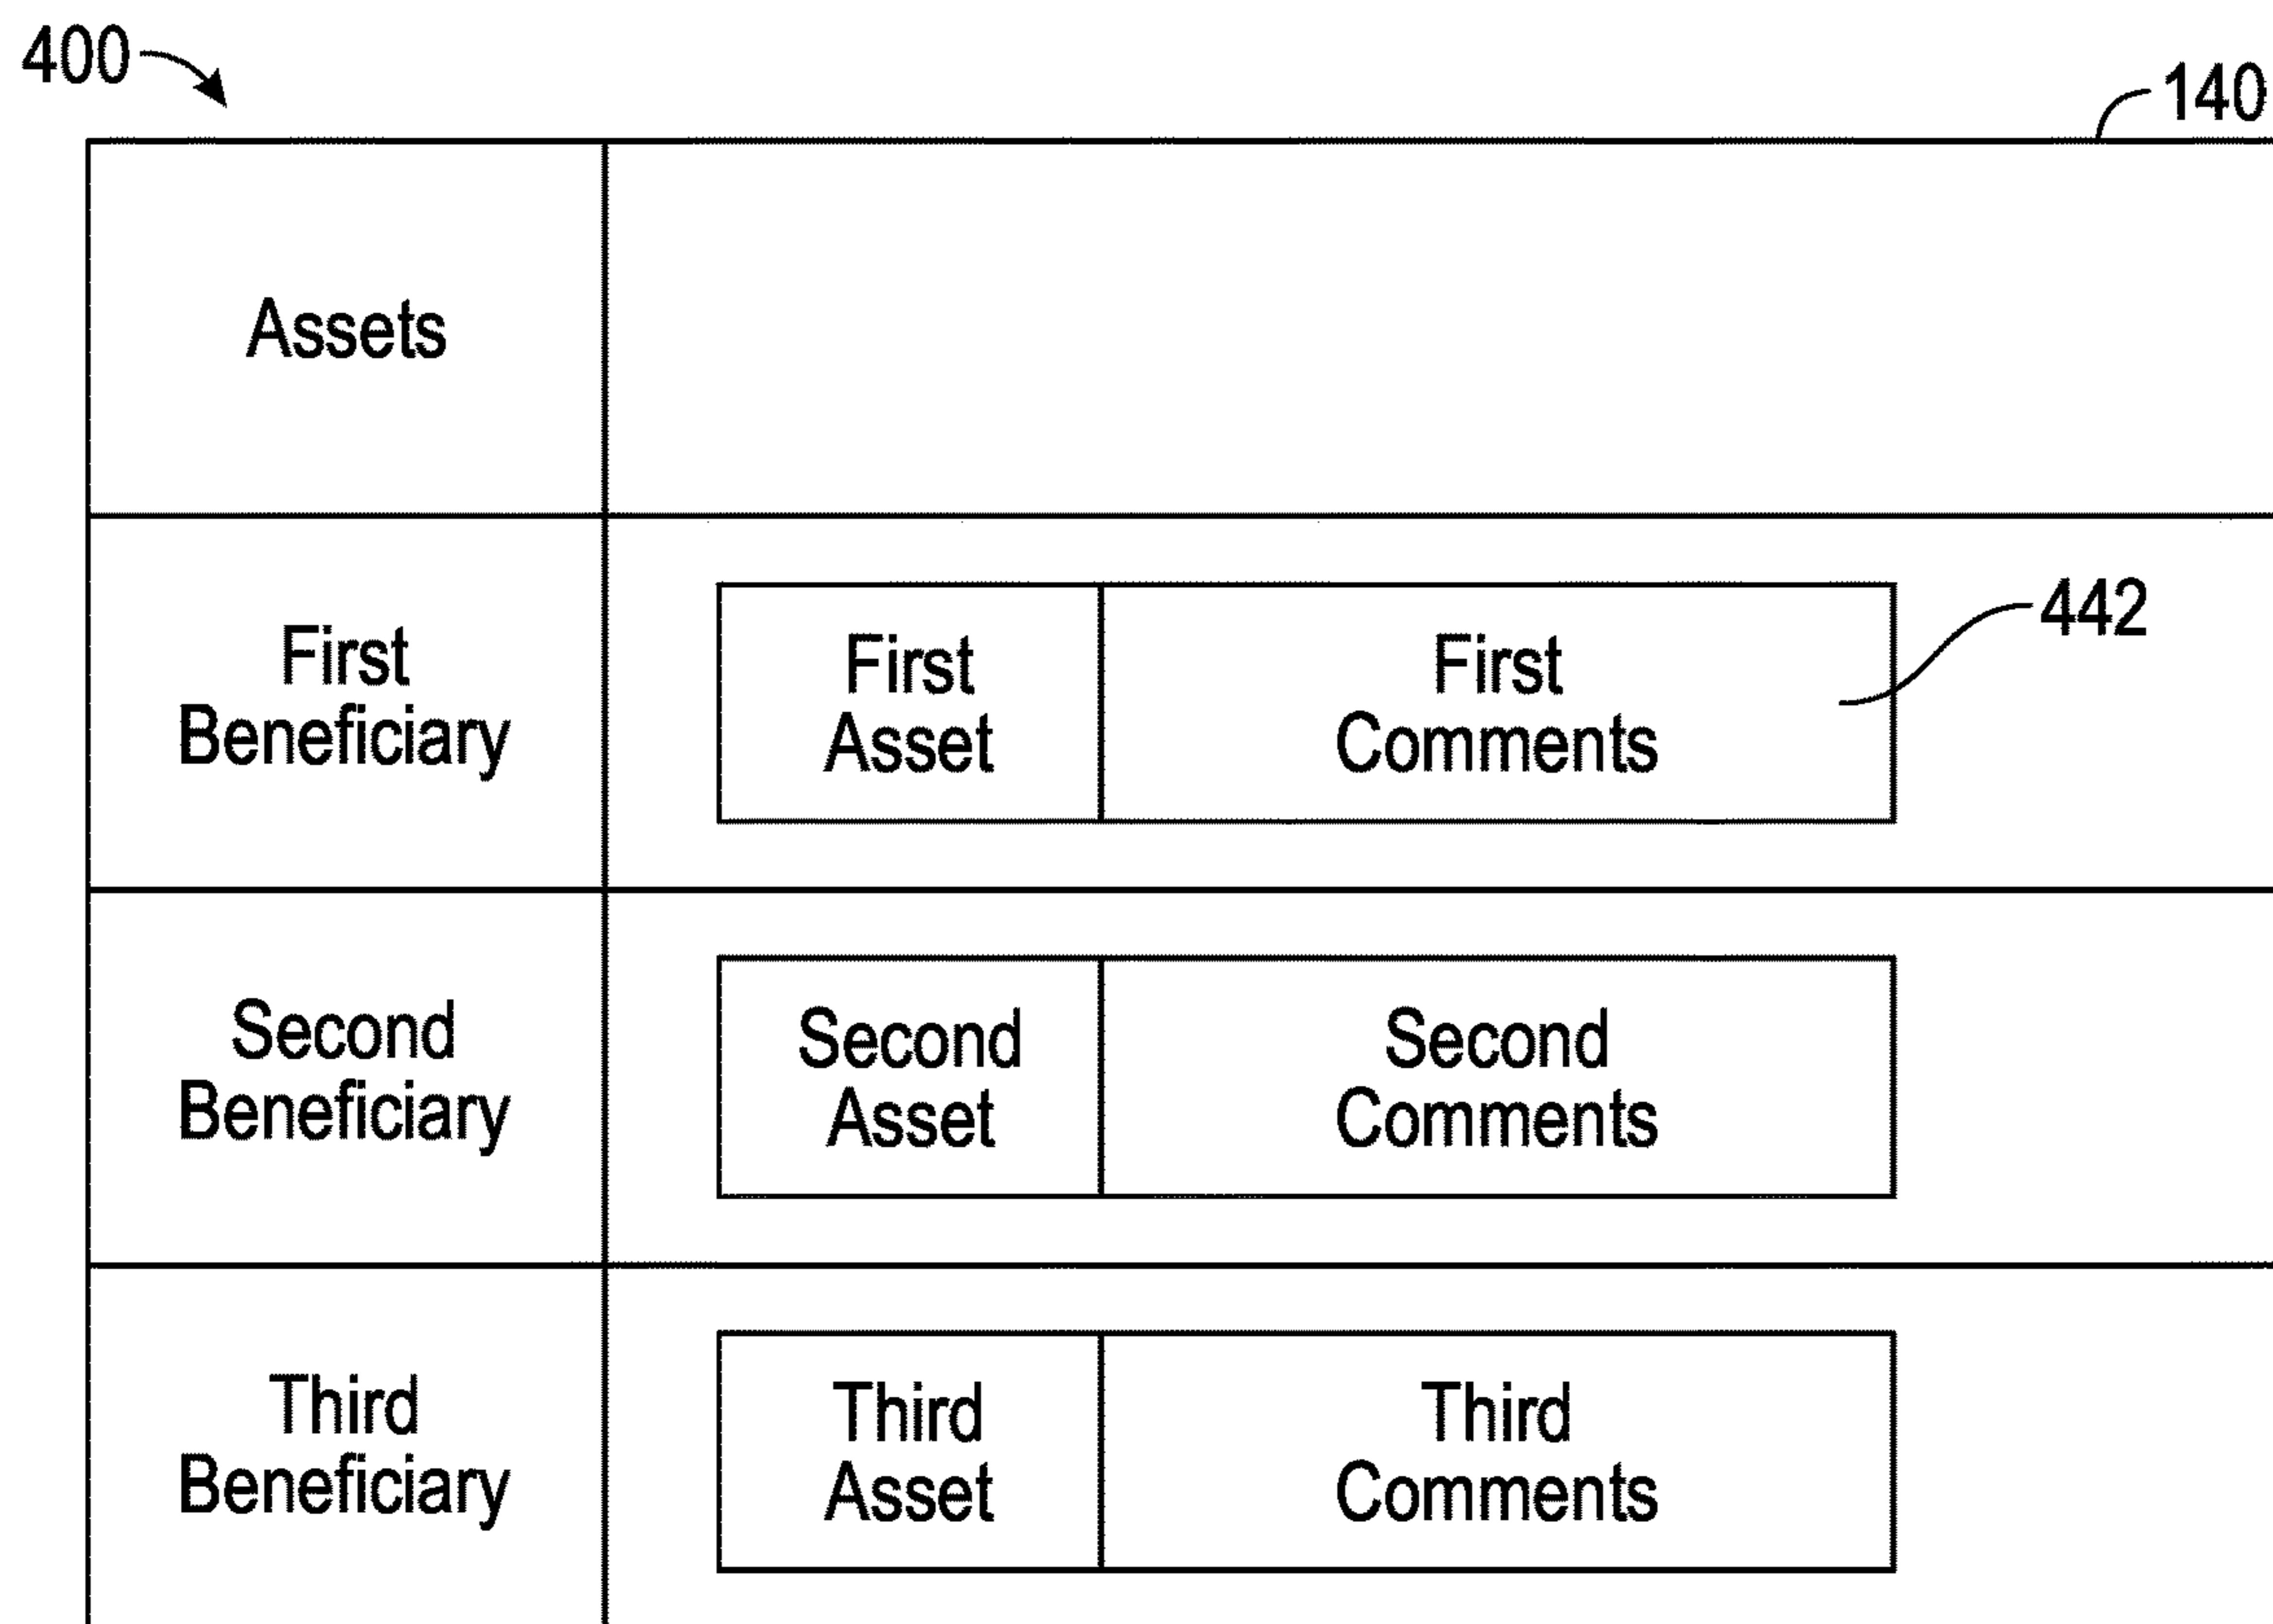 400
140
Assets
First
Beneficiary
First
Asset
First
Comments
442
Second
Beneficiary
Second
Asset
Second
Comments
Third
Beneficiary
Third
Asset
Third
Comments